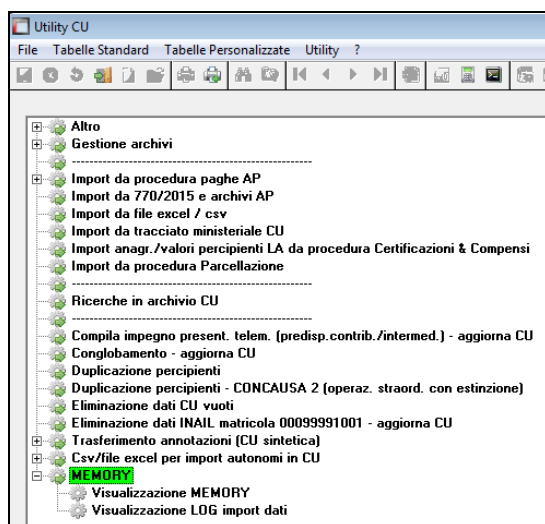 Utility CU
File Tabelle Standard Tabelle Personalizzate Utility ?
Altro
Gestione archivi
------------------------------------------------------
Import da procedura paghe AP
Import da 770/2015 e archivi AP
Import da file excel / csv
Import da tracciato ministeriale CU
Import anagr./valori percipienti LA da procedura Certificazioni & Compensi
Import da procedura Parcellazione
------------------------------------------------------
Ricerche in archivio CU
------------------------------------------------------
Compila impegno present. telem. (predisp.contrib./intermed.) - aggiorna CU
Conglobamento - aggiorna CU
Duplicazione percipienti
Duplicazione percipienti - CONCAUSA 2 (operaz. straord. con estinzione)
Eliminazione dati CU vuoti
Eliminazione dati INAIL matricola 00099991001 - aggiorna CU
Trasferimento annotazioni (CU sintetica)
Csv/file excel per import autonomi in CU
MEMORY
Visualizzazione MEMORY
Visualizzazione LOG import dati